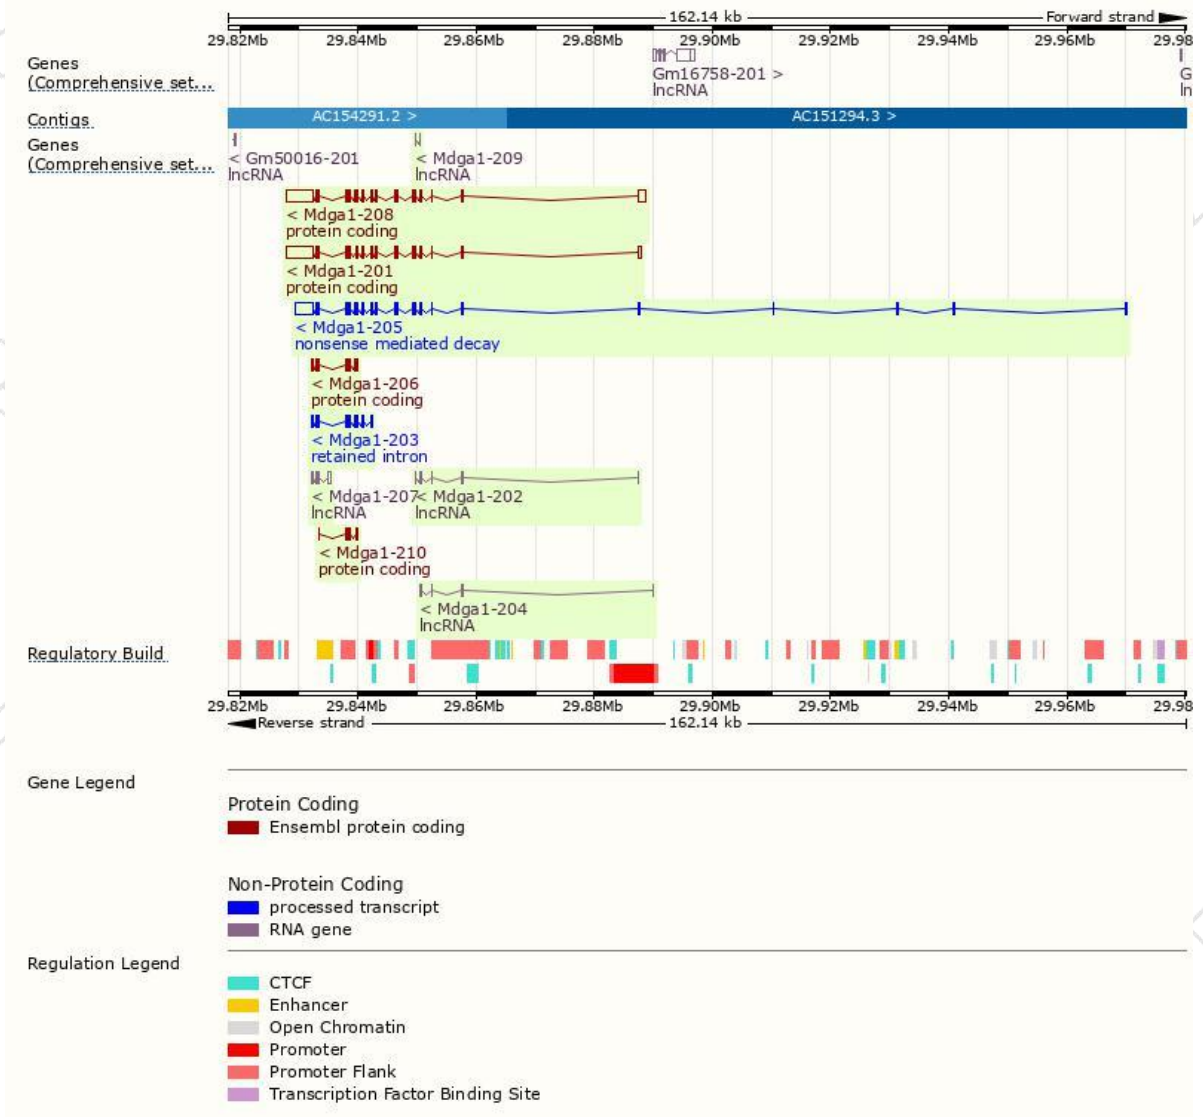 162.14 kb Forward strand
29.82Mb 29.84Mb 29.86Mb 29.88Mb 29.90Mb 29.92Mb 29.94Mb 29.96Mb 29.98
Genes
(Comprehensive set...
Gm16758-201 > G
lncRNA ln
Contigs AC154291.2 > AC151294.3 >
Genes
(Comprehensive set...
< Gm50016-201 < Mdga1-209
lncRNA lncRNA
< Mdga1-208
protein coding
< Mdga1-201
protein coding
< Mdga1-205
nonsense mediated decay
< Mdga1-206
protein coding
< Mdga1-203
retained intron
< Mdga1-207 < Mdga1-202
lncRNA lncRNA
< Mdga1-210
protein coding
< Mdga1-204
lncRNA
Regulatory Build
29.82Mb 29.84Mb 29.86Mb 29.88Mb 29.90Mb 29.92Mb 29.94Mb 29.96Mb 29.98
Reverse strand 162.14 kb
Gene Legend
Protein Coding
Ensembl protein coding
Non-Protein Coding
processed transcript
RNA gene
Regulation Legend
CTCF
Enhancer
Open Chromatin
Promoter
Promoter Flank
Transcription Factor Binding Site